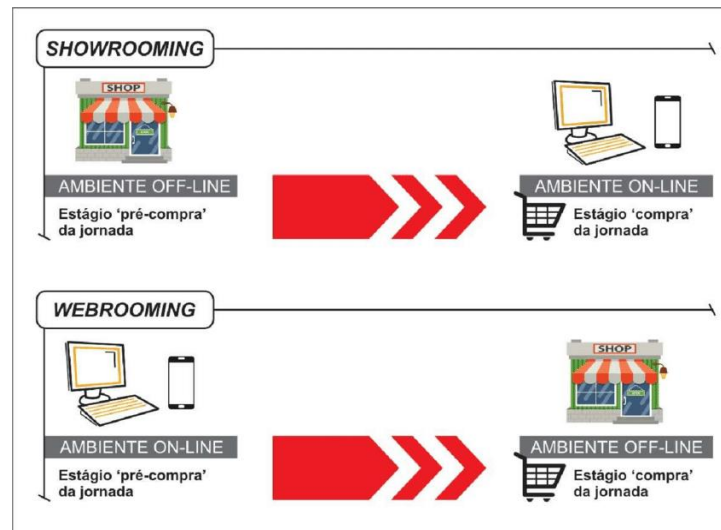 SHOWROOMING
SHOP
AMBIENTE OFF-LINE
Estágio ‘pré-compra’
da jornada
AMBIENTE ON-LINE
Estágio ‘compra’
da jornada
WEBROOMING
AMBIENTE ON-LINE
Estágio ‘pré-compra’
da jornada
SHOP
AMBIENTE OFF-LINE
Estágio ‘compra’
da jornada